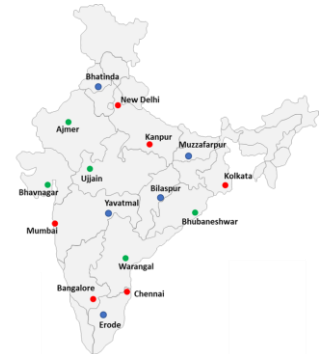 Bhatinda
New Delhi
Ajmer
Kanpur
Muzzafarpur
Ujjain
Kolkata
Bhavnagar
Bilaspur
Yavatmal
Bhubaneshwar
Mumbai
Warangal
Bangalore
Chennai
Erode